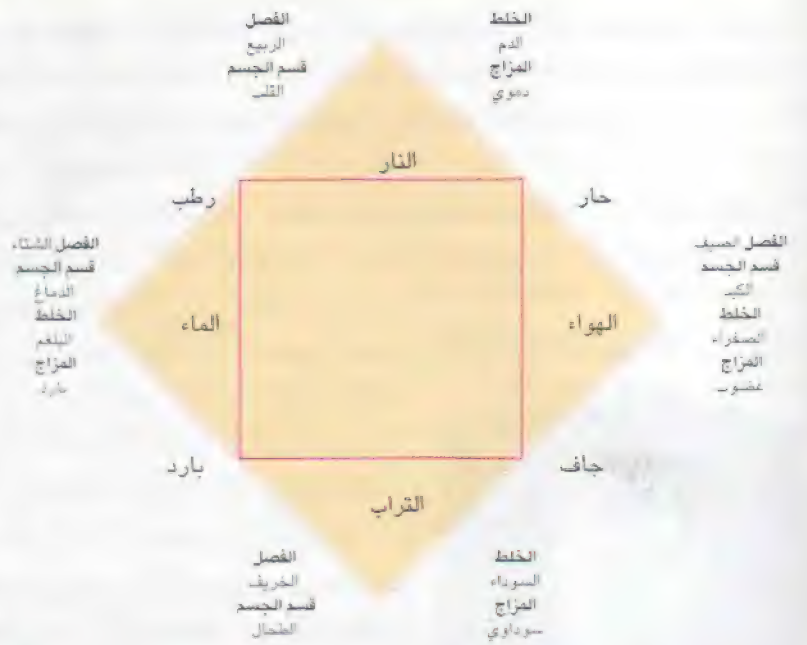 الخلط
الدم
المزاج
دموي
الفصل
الربيع
قسم الجسم
القلب
النار
حار
رطب
الفصل الصيف
قسم الجسم
الكبد
الخلط
الصفراء
المزاج
غضوب
الهواء
الماء
الفصل الشتاء
قسم الجسم
الدماغ
الخلط
البلغم
المزاج
بارد
جاف
بارد
التراب
الخلط
السوداء
المزاج
سوداوي
الفصل
الخريف
قسم الجسم
الطحال